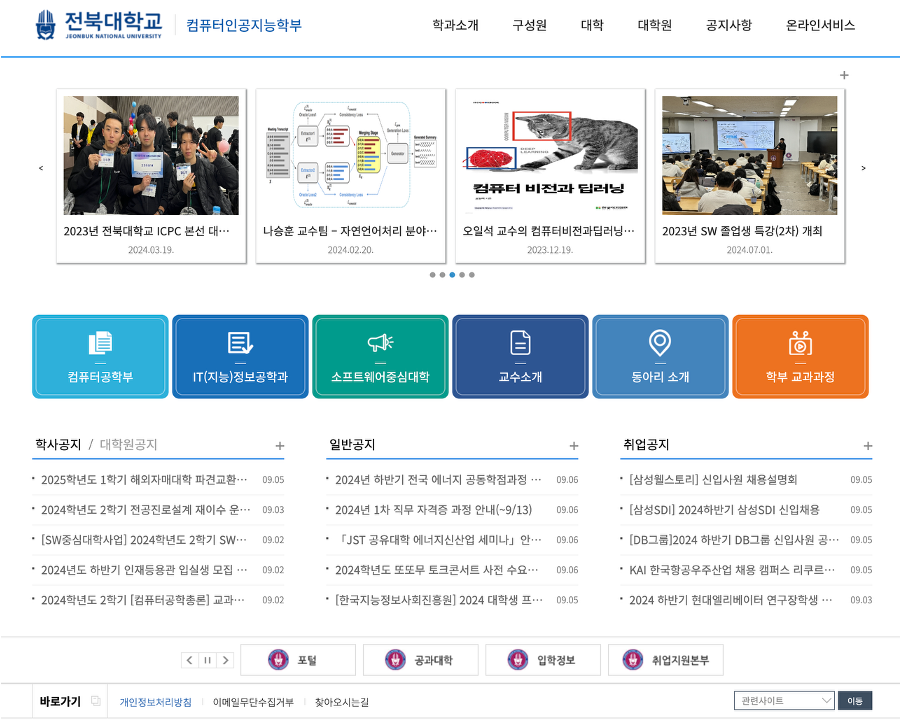 전북대학교 컴퓨터인공지능학부
JEONBUK NATIONAL UNIVERSITY
학과소개 구성원 대학 대학원 공지사항 온라인서비스
+
< >
컴퓨터 비전과 딥러닝
2023년 전북대학교 ICPC 본선 대…
2024.03.19.
나승훈 교수팀 – 자연언어처리 분야…
2024.02.20.
오일석 교수의 컴퓨터비전과딥러닝…
2023.12.19.
2023년 SW 졸업생 특강(2차) 개최
2024.07.01.
컴퓨터공학부
IT(지능)정보공학과
소프트웨어중심대학
교수소개
동아리 소개
학부 교과과정
학사공지 / 대학원공지 +
2025학년도 1학기 해외자매대학 파견교환… 09.05
2024학년도 2학기 전공진로설계 재이수 운… 09.03
[SW중심대학사업] 2024학년도 2학기 SW… 09.02
2024년도 하반기 인재등용관 입실생 모집 … 09.02
2024학년도 2학기 [컴퓨터공학총론] 교과… 09.02
일반공지 +
2024년 하반기 전국 에너지 공동학점과정 … 09.06
2024년 1차 직무 자격증 과정 안내(~9/13) 09.06
「JST 공유대학 에너지신산업 세미나」안… 09.06
2024학년도 또또무 토크콘서트 사전 수요… 09.06
[한국지능정보사회진흥원] 2024 대학생 프… 09.05
취업공지 +
[삼성웰스토리] 신입사원 채용설명회 09.05
[삼성SDI] 2024하반기 삼성SDI 신입채용 09.05
[DB그룹]2024 하반기 DB그룹 신입사원 공… 09.05
KAI 한국항공우주산업 채용 캠퍼스 리쿠르… 09.05
2024 하반기 현대엘리베이터 연구장학생 … 09.03
포털 공과대학 입학정보 취업지원본부
바로가기 개인정보처리방침 이메일무단수집거부 찾아오시는길 관련사이트 이동